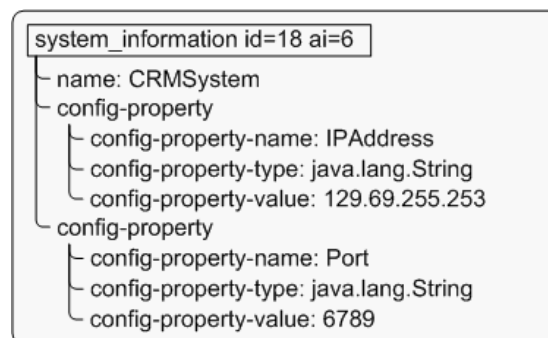 system_information id=18 ai=6
name: CRMSystem
config-property
config-property-name: IPAddress
config-property-type: java.lang.String
config-property-value: 129.69.255.253
config-property
config-property-name: Port
config-property-type: java.lang.String
config-property-value: 6789